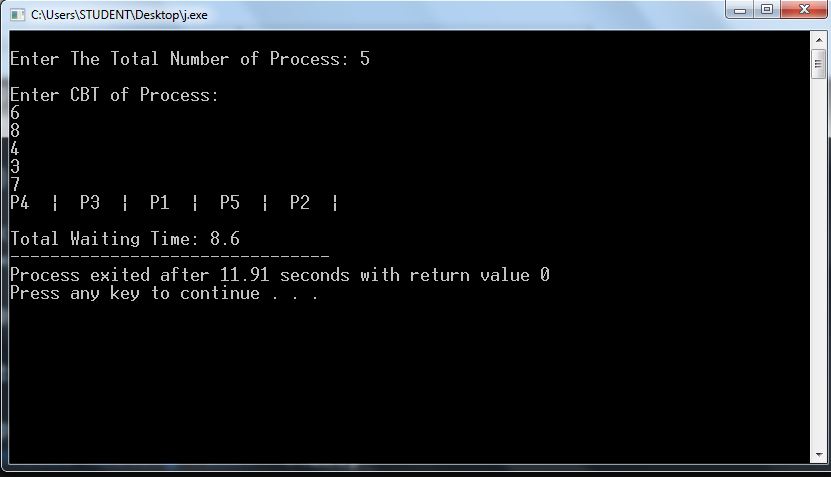 C:\Users\STUDENT\Desktop\j.exe
Enter The Total Number of Process: 5
Enter CBT of Process:
6
8
4
3
7
P4  |  P3  |  P1  |  P5  |  P2  |
Total Waiting Time: 8.6
--------------------------------
Process exited after 11.91 seconds with return value 0
Press any key to continue . . .